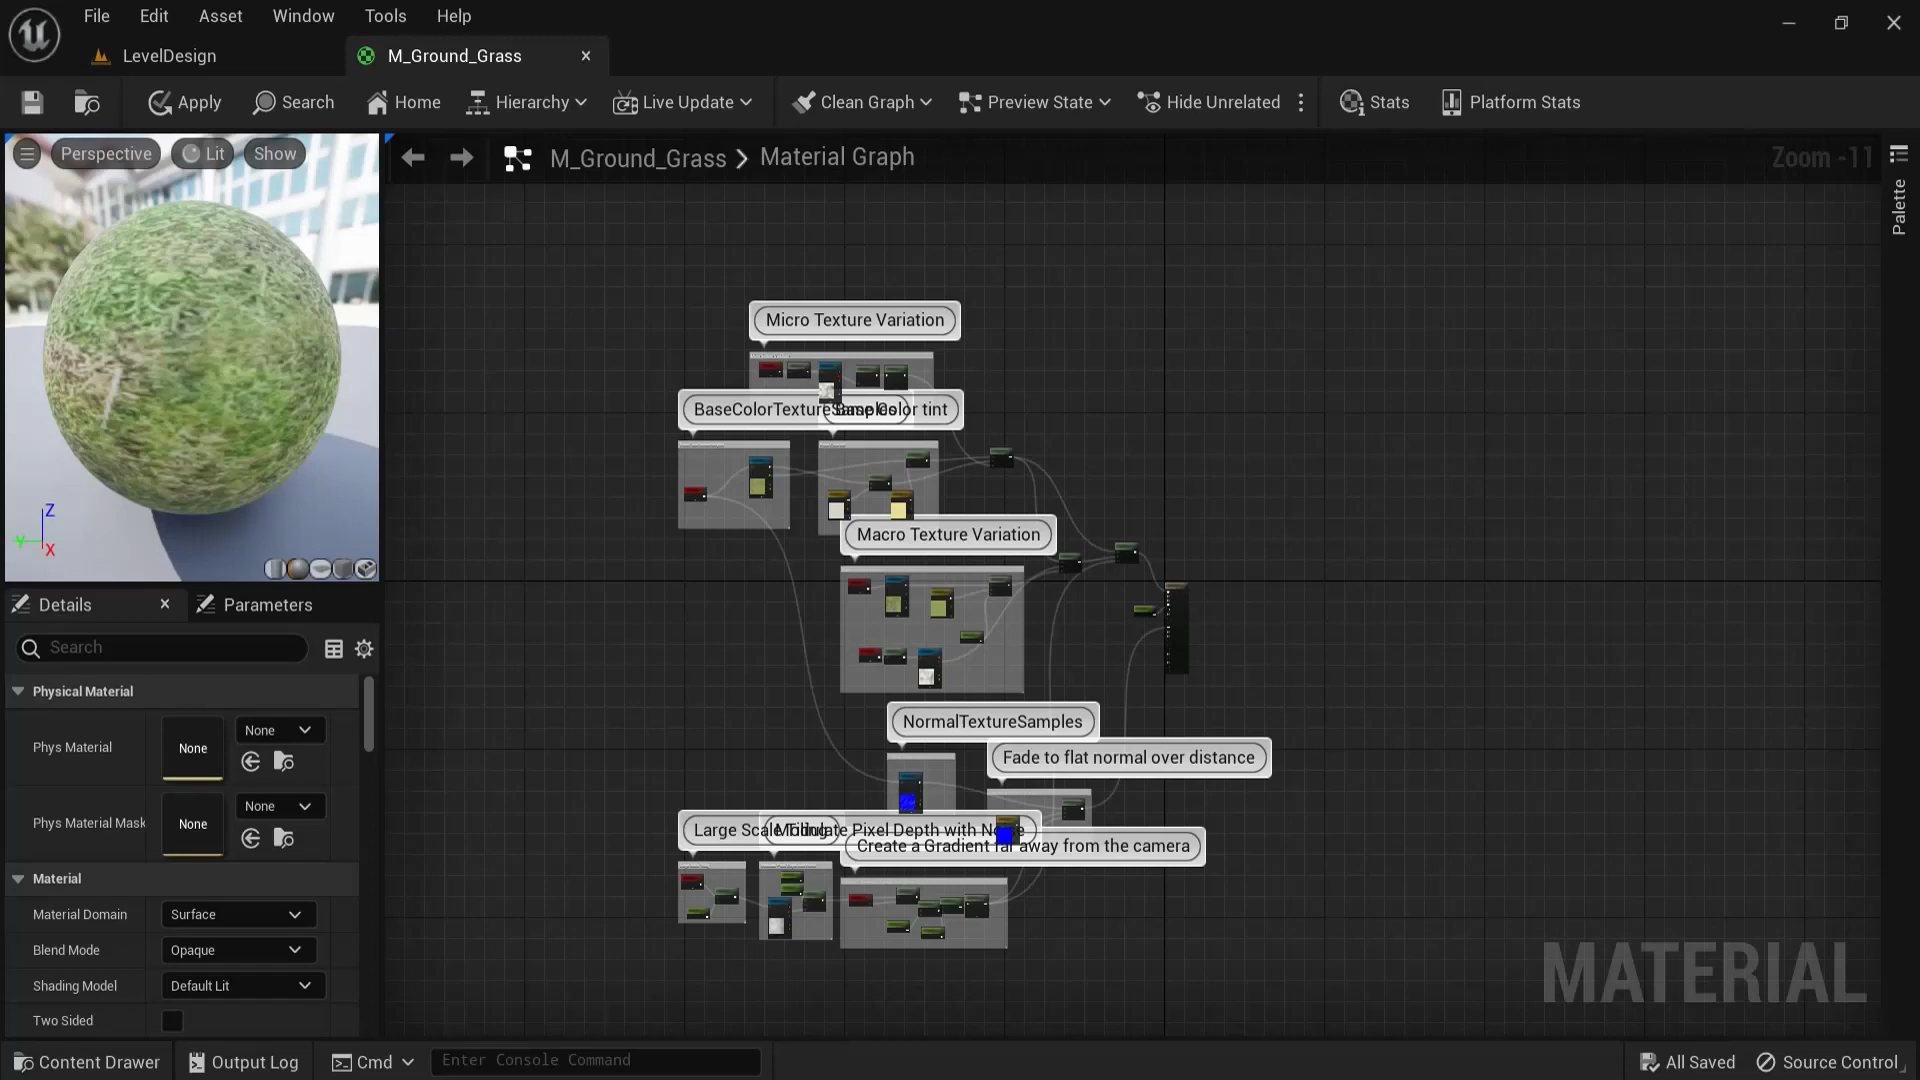 File Edit Asset Window Tools Help
LevelDesign
M_Ground_Grass
Apply
Search
Home
Hierarchy
Live Update
Clean Graph
Preview State
Hide Unrelated
Stats
Platform Stats
Perspective
Lit
Show
M_Ground_Grass > Material Graph
Zoom -11
Palette
Z
Y
X
Micro Texture Variation
BaseColorTextureSamples
Base Color tint
Macro Texture Variation
NormalTextureSamples
Fade to flat normal over distance
Large Scale Tiling
Modulate Pixel Depth with Noise
Create a Gradient far away from the camera
MATERIAL
Details
Parameters
Search
Physical Material
Phys Material
None
None
Phys Material Mask
None
None
Material
Material Domain
Surface
Blend Mode
Opaque
Shading Model
Default Lit
Two Sided
Content Drawer
Output Log
Cmd
Enter Console Command
All Saved
Source Control